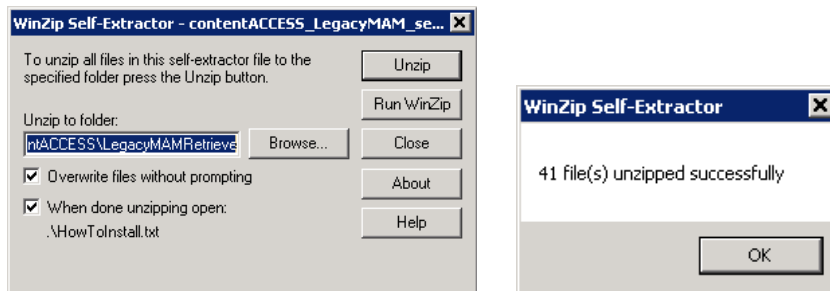 WinZip Self-Extractor - contentACCESS_LegacyMAM_se...
To unzip all files in this self-extractor file to the
specified folder press the Unzip button.
Unzip to folder:
ntACCESS\LegacyMAMRetrieve
Browse...
Overwrite files without prompting
When done unzipping open:
.\HowToInstall.txt
Unzip
Run WinZip
Close
About
Help
WinZip Self-Extractor
41 file(s) unzipped successfully
OK